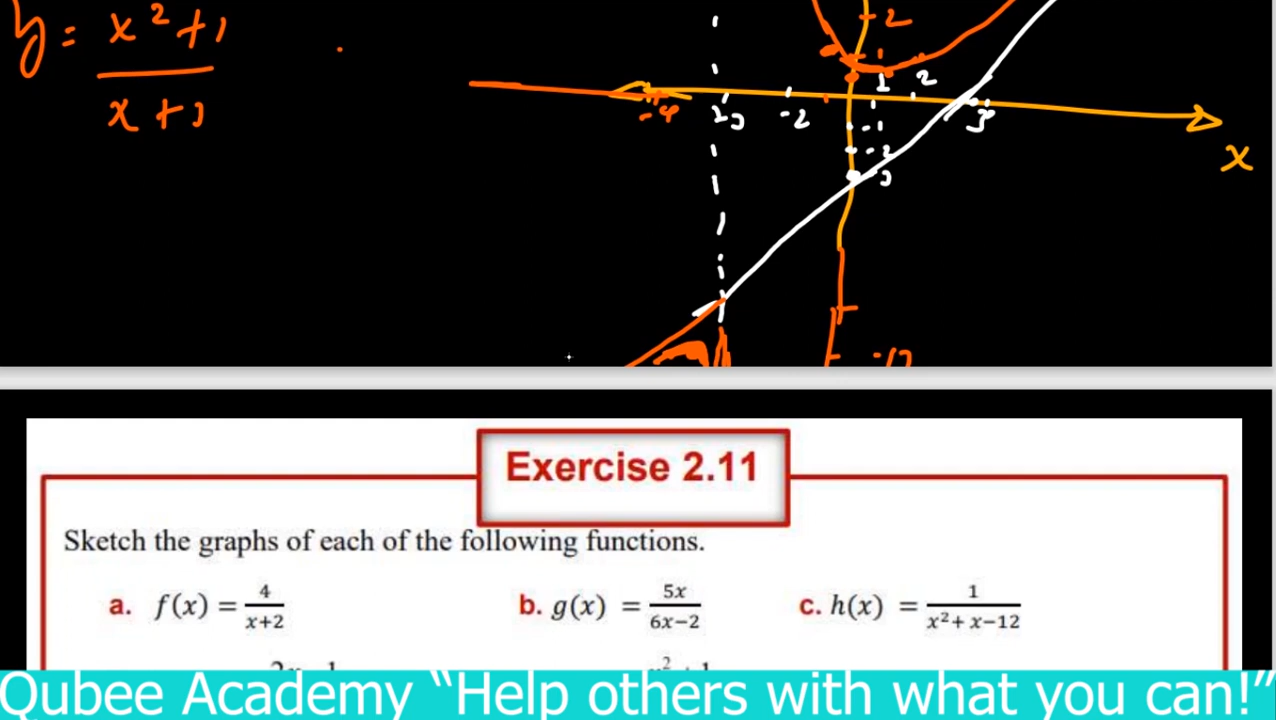 y = x² + 1
x + 3
2
1 2
-4 -3 -2 3
x
-1
-2
-3
-12
Exercise 2.11
Sketch the graphs of each of the following functions.
a. f(x) = 4/(x+2) b. g(x) = 5x/(6x−2) c. h(x) = 1/(x²+ x−12)
Qubee Academy “Help others with what you can!”